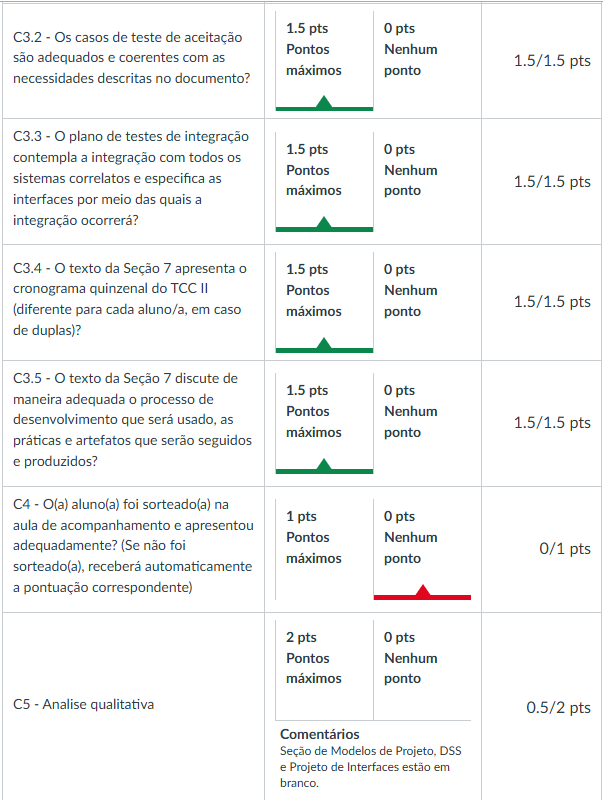 C3.2 - Os casos de teste de aceitação
são adequados e coerentes com as
necessidades descritas no documento?
1.5 pts
Pontos
máximos
0 pts
Nenhum
ponto
1.5/1.5 pts
C3.3 - O plano de testes de integração
contempla a integração com todos os
sistemas correlatos e especifica as
interfaces por meio das quais a
integração ocorrerá?
1.5 pts
Pontos
máximos
0 pts
Nenhum
ponto
1.5/1.5 pts
C3.4 - O texto da Seção 7 apresenta o
cronograma quinzenal do TCC II
(diferente para cada aluno/a, em caso
de duplas)?
1.5 pts
Pontos
máximos
0 pts
Nenhum
ponto
1.5/1.5 pts
C3.5 - O texto da Seção 7 discute de
maneira adequada o processo de
desenvolvimento que será usado, as
práticas e artefatos que serão seguidos
e produzidos?
1.5 pts
Pontos
máximos
0 pts
Nenhum
ponto
1.5/1.5 pts
C4 - O(a) aluno(a) foi sorteado(a) na
aula de acompanhamento e apresentou
adequadamente? (Se não foi
sorteado(a), receberá automaticamente
a pontuação correspondente)
1 pts
Pontos
máximos
0 pts
Nenhum
ponto
0/1 pts
C5 - Analise qualitativa
2 pts
Pontos
máximos
0 pts
Nenhum
ponto
Comentários
Seção de Modelos de Projeto, DSS
e Projeto de Interfaces estão em
branco.
0.5/2 pts